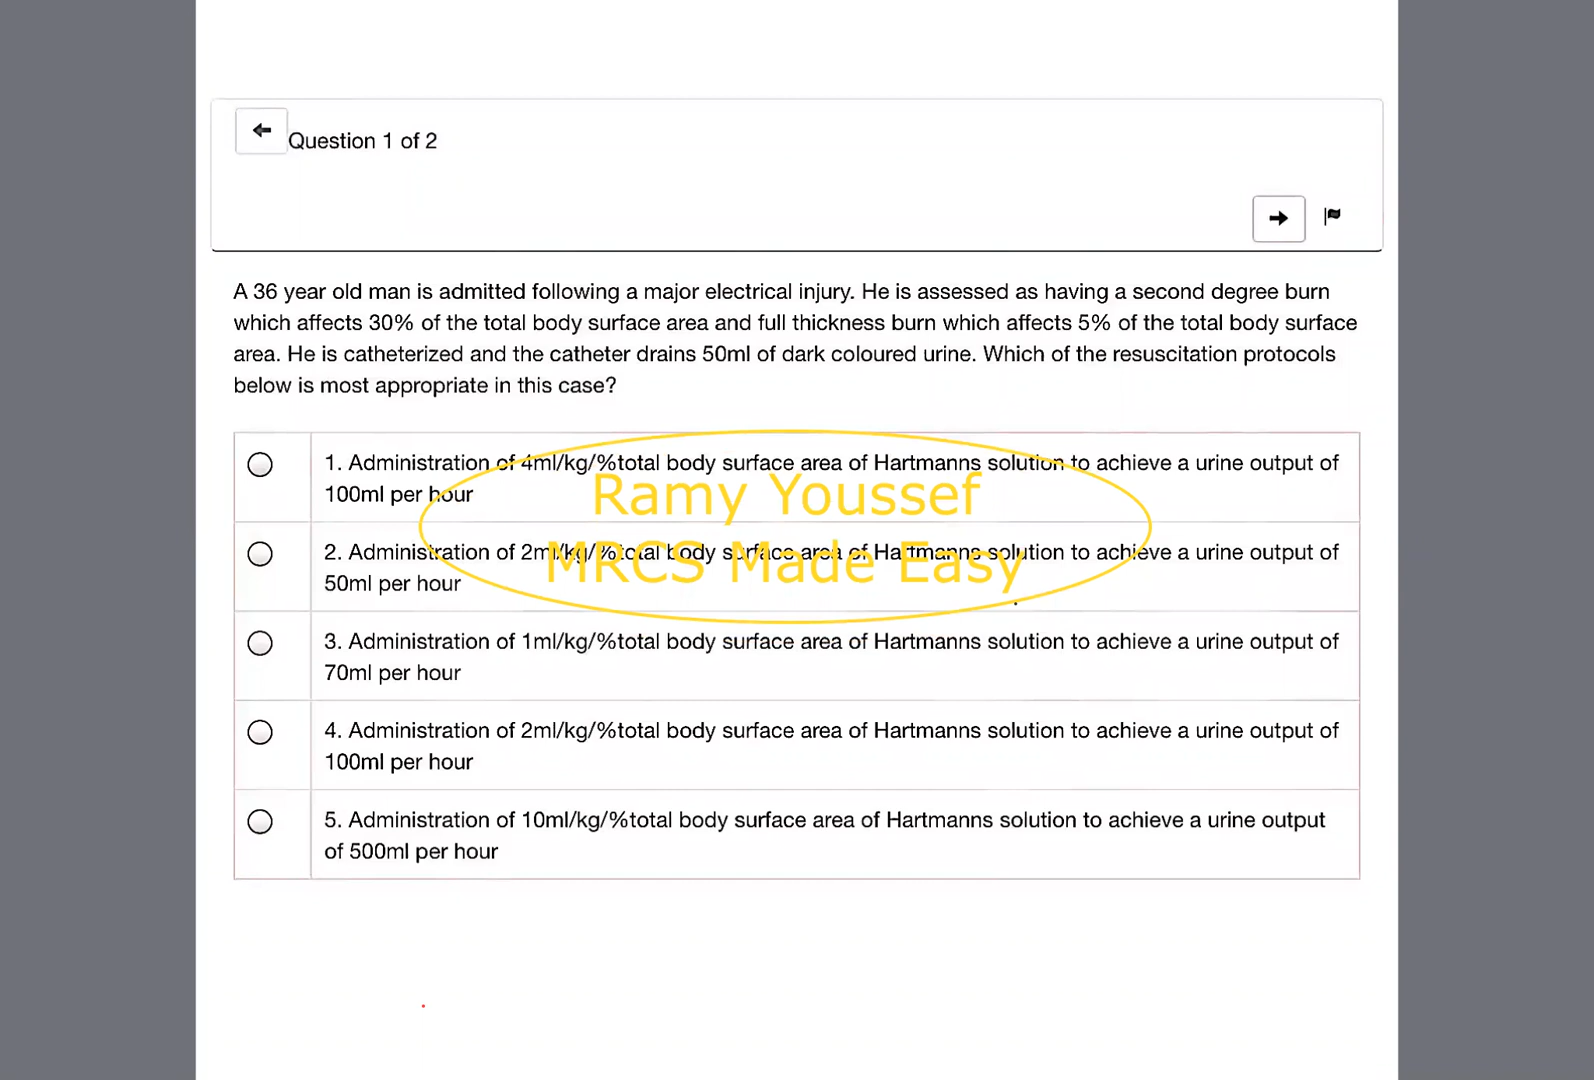 Question 1 of 2
A 36 year old man is admitted following a major electrical injury. He is assessed as having a second degree burn
which affects 30% of the total body surface area and full thickness burn which affects 5% of the total body surface
area. He is catheterized and the catheter drains 50ml of dark coloured urine. Which of the resuscitation protocols
below is most appropriate in this case?
1. Administration of 4ml/kg/%total body surface area of Hartmanns solution to achieve a urine output of
100ml per hour
Ramy Youssef
2. Administration of 2ml/kg/%total body surface area of Hartmanns solution to achieve a urine output of
MRCS Made Easy
50ml per hour
3. Administration of 1ml/kg/%total body surface area of Hartmanns solution to achieve a urine output of
70ml per hour
4. Administration of 2ml/kg/%total body surface area of Hartmanns solution to achieve a urine output of
100ml per hour
5. Administration of 10ml/kg/%total body surface area of Hartmanns solution to achieve a urine output
of 500ml per hour